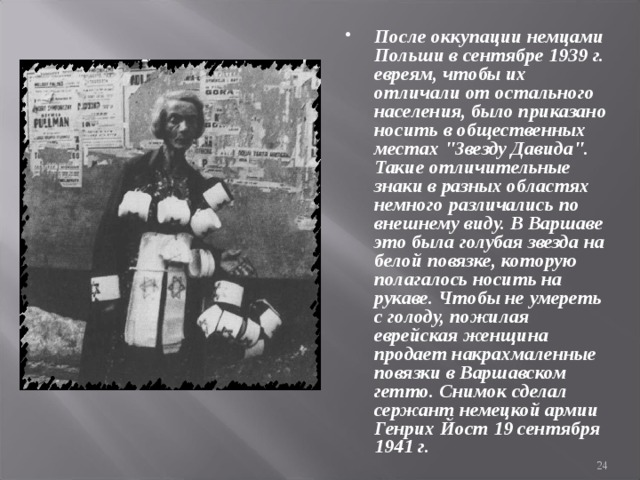 После оккупации немцами
Польши в сентябре 1939 г.
евреям, чтобы их
отличали от остального
населения, было приказано
носить в общественных
местах "Звезду Давида".
Такие отличительные
знаки в разных областях
немного различались по
внешнему виду. В Варшаве
это была голубая звезда на
белой повязке, которую
полагалось носить на
рукаве. Чтобы не умереть
с голоду, пожилая
еврейская женщина
продает накрахмаленные
повязки в Варшавском
гетто. Снимок сделал
сержант немецкой армии
Генрих Йост 19 сентября
1941 г.
FULLMAN
24